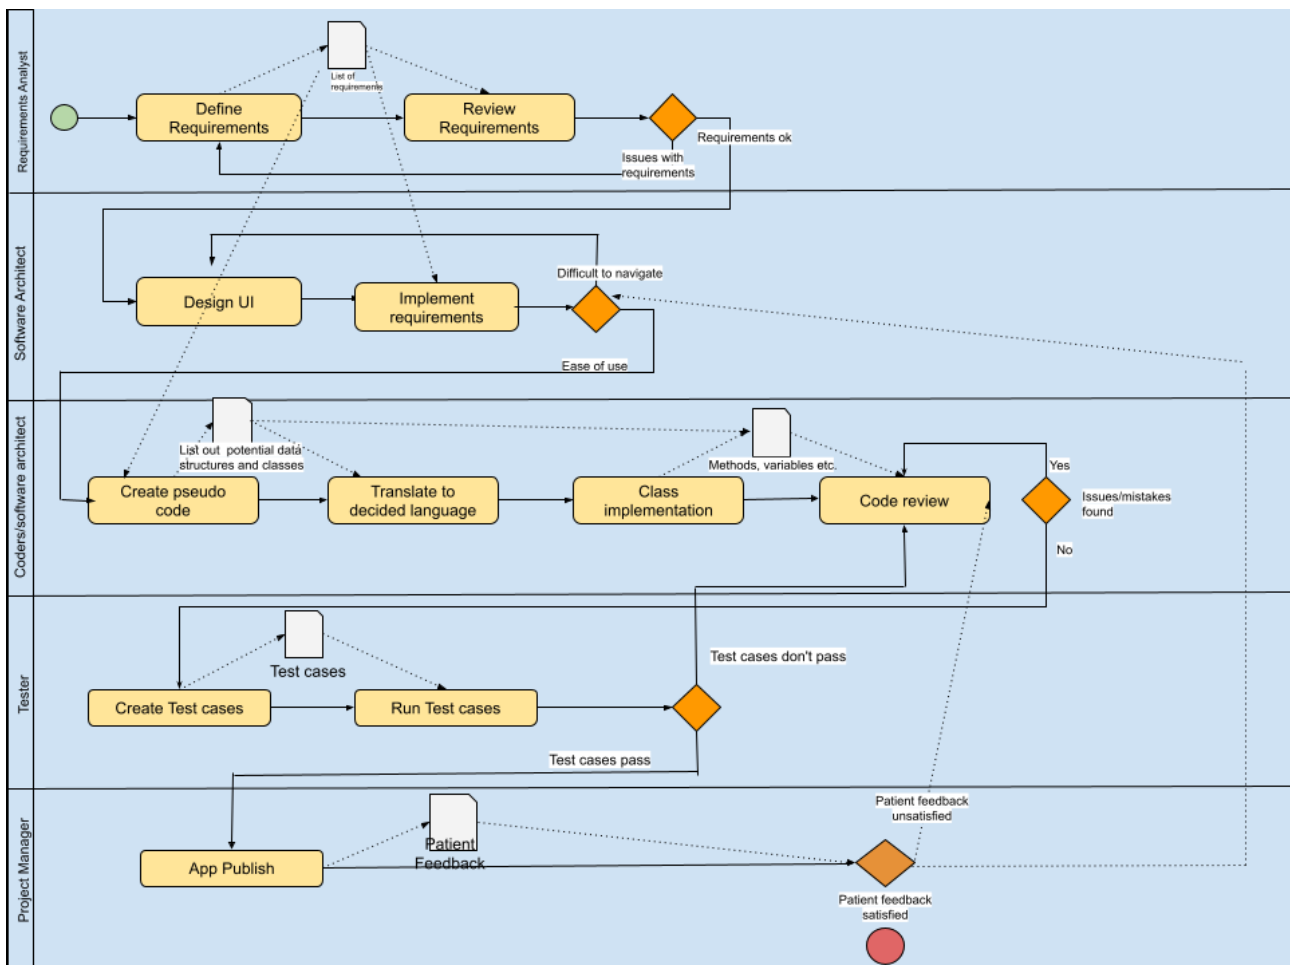 Requirements Analyst
List of
requirements
Define
Requirements
Review
Requirements
Requirements ok
Issues with
requirements
Software Architect
Difficult to navigate
Design UI
Implement
requirements
Ease of use
Coders/software architect
List out potential data
structures and classes
Methods, variables etc.
Yes
Create pseudo
code
Translate to
decided language
Class
implementation
Code review
Issues/mistakes
found
No
Tester
Test cases
Test cases don't pass
Create Test cases
Run Test cases
Test cases pass
Project Manager
Patient
Feedback
Patient feedback
unsatisfied
App Publish
Patient feedback
satisfied